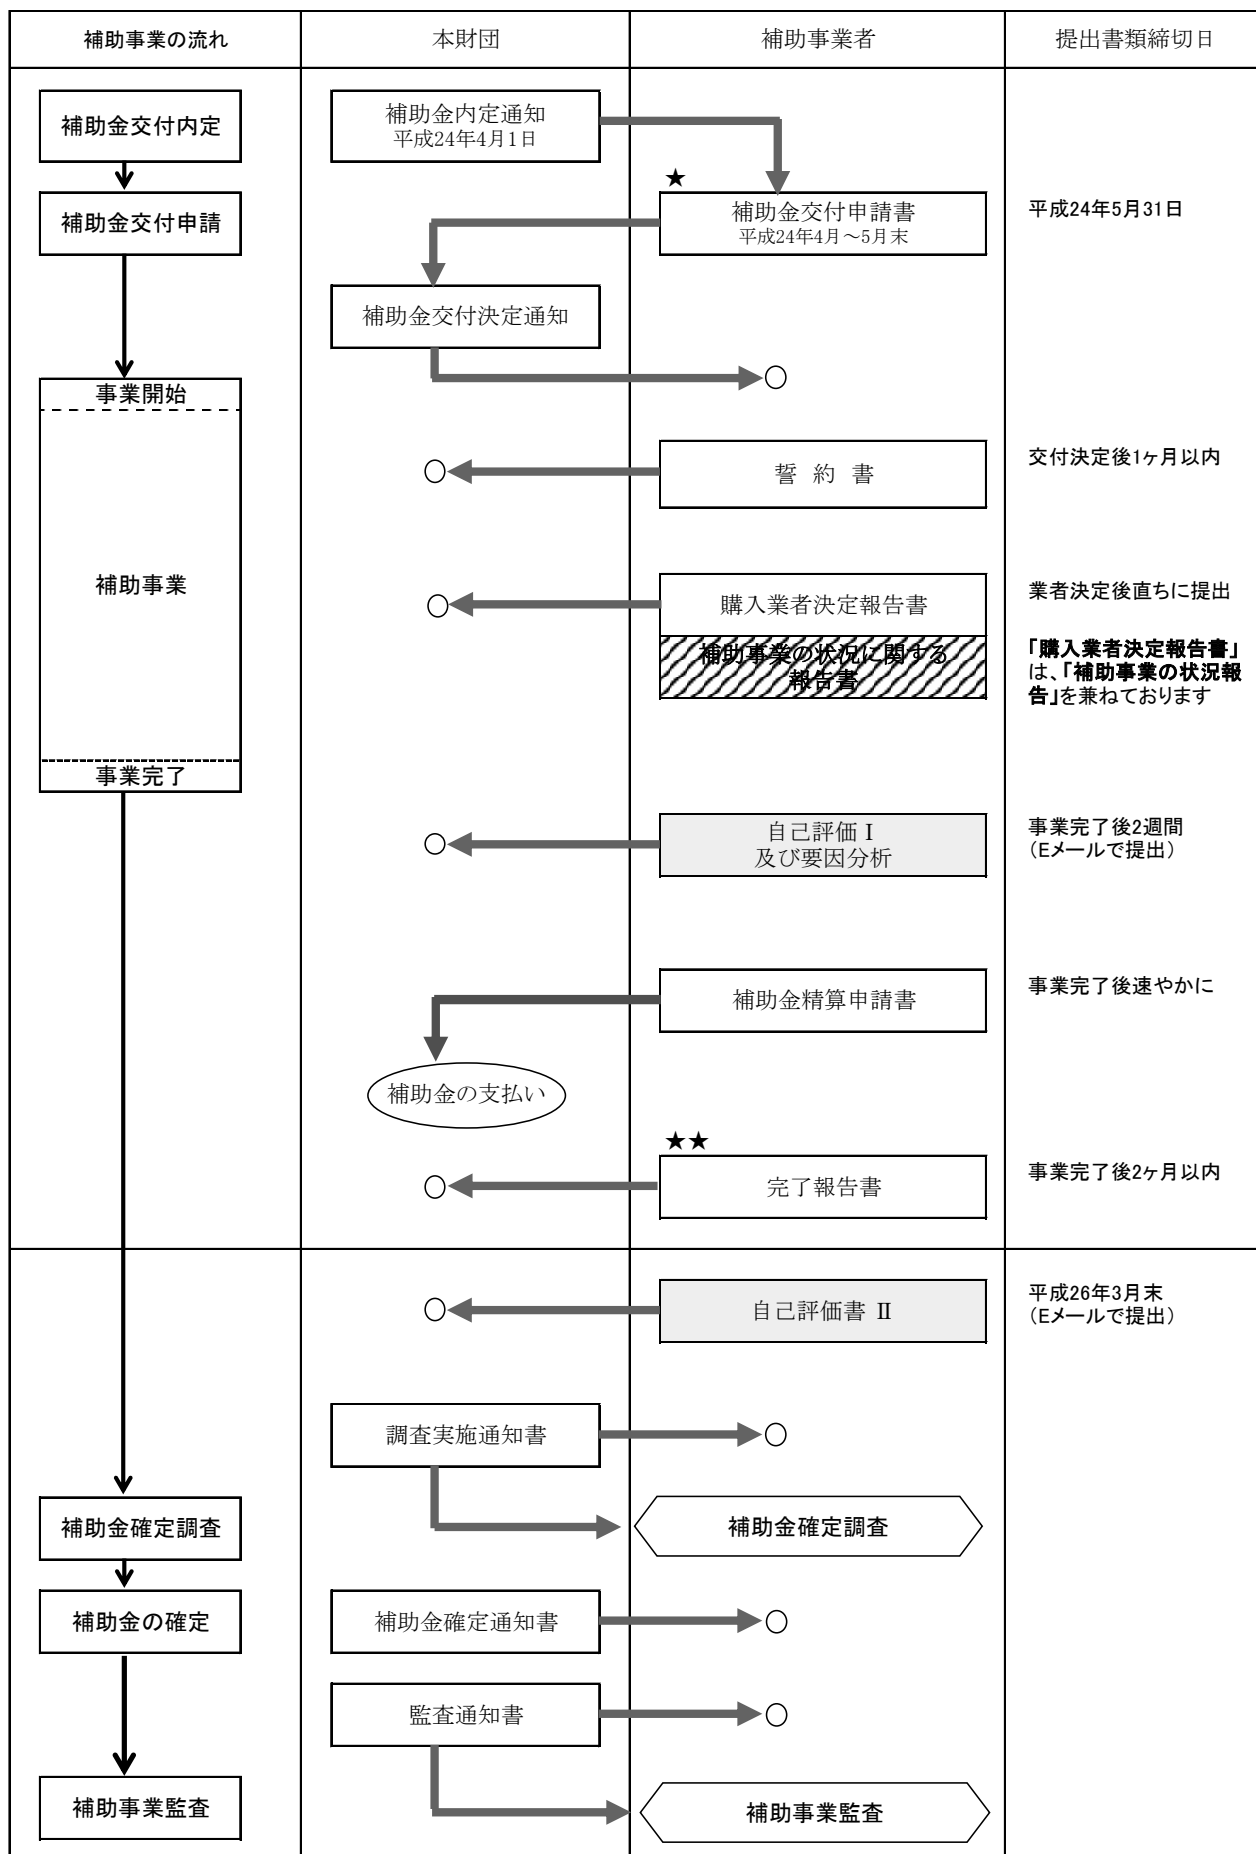 補助事業の流れ
本財団
補助事業者
提出書類締切日
補助金交付内定
補助金内定通知
平成24年4月1日
★
補助金交付申請
補助金交付申請書
平成24年4月～5月末
平成24年5月31日
補助金交付決定通知
事業開始
誓 約 書
交付決定後1ヶ月以内
補助事業
購入業者決定報告書
業者決定後直ちに提出
補助事業の状況に関する
報告書
「購入業者決定報告書」
は、「補助事業の状況報
告」を兼ねております
事業完了
自己評価 Ⅰ
及び要因分析
事業完了後2週間
（Eメールで提出）
補助金精算申請書
事業完了後速やかに
補助金の支払い
★★
完了報告書
事業完了後2ヶ月以内
自己評価書 Ⅱ
平成26年3月末
（Eメールで提出）
調査実施通知書
補助金確定調査
補助金確定調査
補助金の確定
補助金確定通知書
監査通知書
補助事業監査
補助事業監査